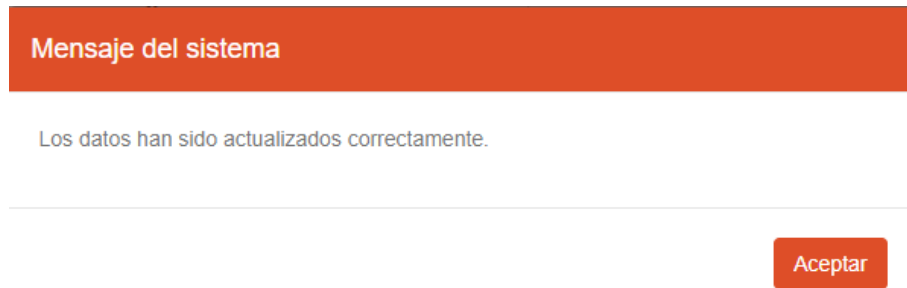 Mensaje del sistema
Los datos han sido actualizados correctamente.
Aceptar